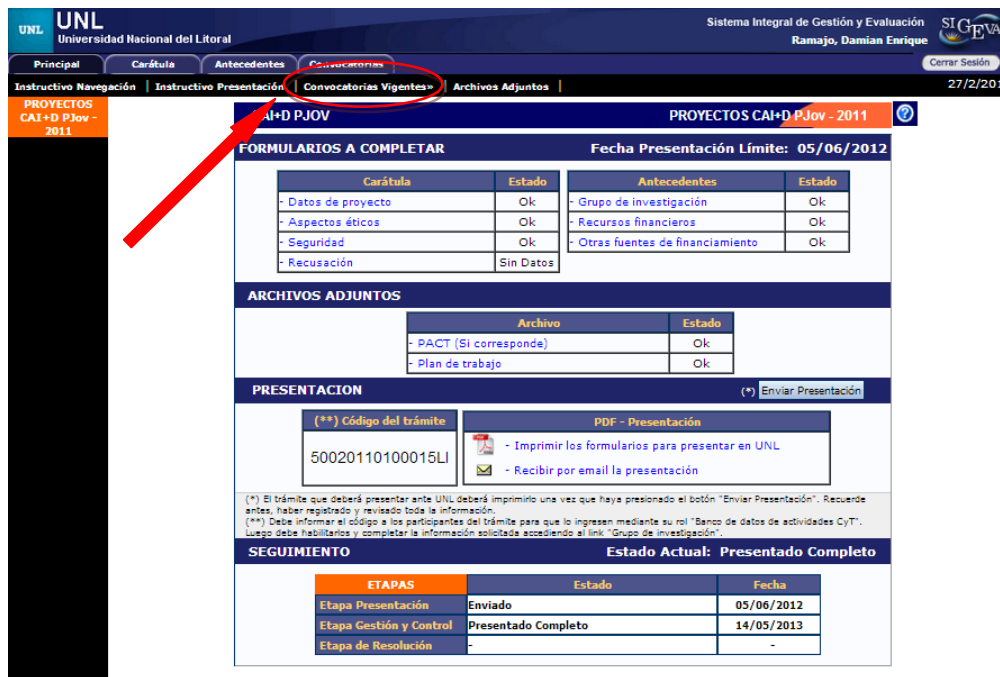 UNL
UNL
Universidad Nacional del Litoral
Sistema Integral de Gestión y Evaluación
Ramajo, Damian Enrique
SIGEVA
Principal Carátula Antecedentes Convocatorias
Cerrar Sesión
Instructivo Navegación | Instructivo Presentación | Convocatorias Vigentes» | Archivos Adjuntos |
27/2/201
PROYECTOS
CAI+D PJov -
2011
CAI+D PJOV PROYECTOS CAI+D PJov - 2011
FORMULARIOS A COMPLETAR Fecha Presentación Límite: 05/06/2012
Carátula Estado Antecedentes Estado
- Datos de proyecto Ok - Grupo de investigación Ok
- Aspectos éticos Ok - Recursos financieros Ok
- Seguridad Ok - Otras fuentes de financiamiento Ok
- Recusación Sin Datos
ARCHIVOS ADJUNTOS
Archivo Estado
- PACT (Si corresponde) Ok
- Plan de trabajo Ok
PRESENTACION (*) Enviar Presentación
(**) Código del trámite PDF - Presentación
50020110100015LI
- Imprimir los formularios para presentar en UNL
- Recibir por email la presentación
(*) El trámite que deberá presentar ante UNL deberá imprimirlo una vez que haya presionado el botón "Enviar Presentación". Recuerde
antes, haber registrado y revisado toda la información.
(**) Debe informar el código a los participantes del trámite para que lo ingresen mediante su rol "Banco de datos de actividades CyT".
Luego debe habilitarlos y completar la información solicitada accediendo al link "Grupo de investigación".
SEGUIMIENTO Estado Actual: Presentado Completo
ETAPAS Estado Fecha
Etapa Presentación Enviado 05/06/2012
Etapa Gestión y Control Presentado Completo 14/05/2013
Etapa de Resolución - -